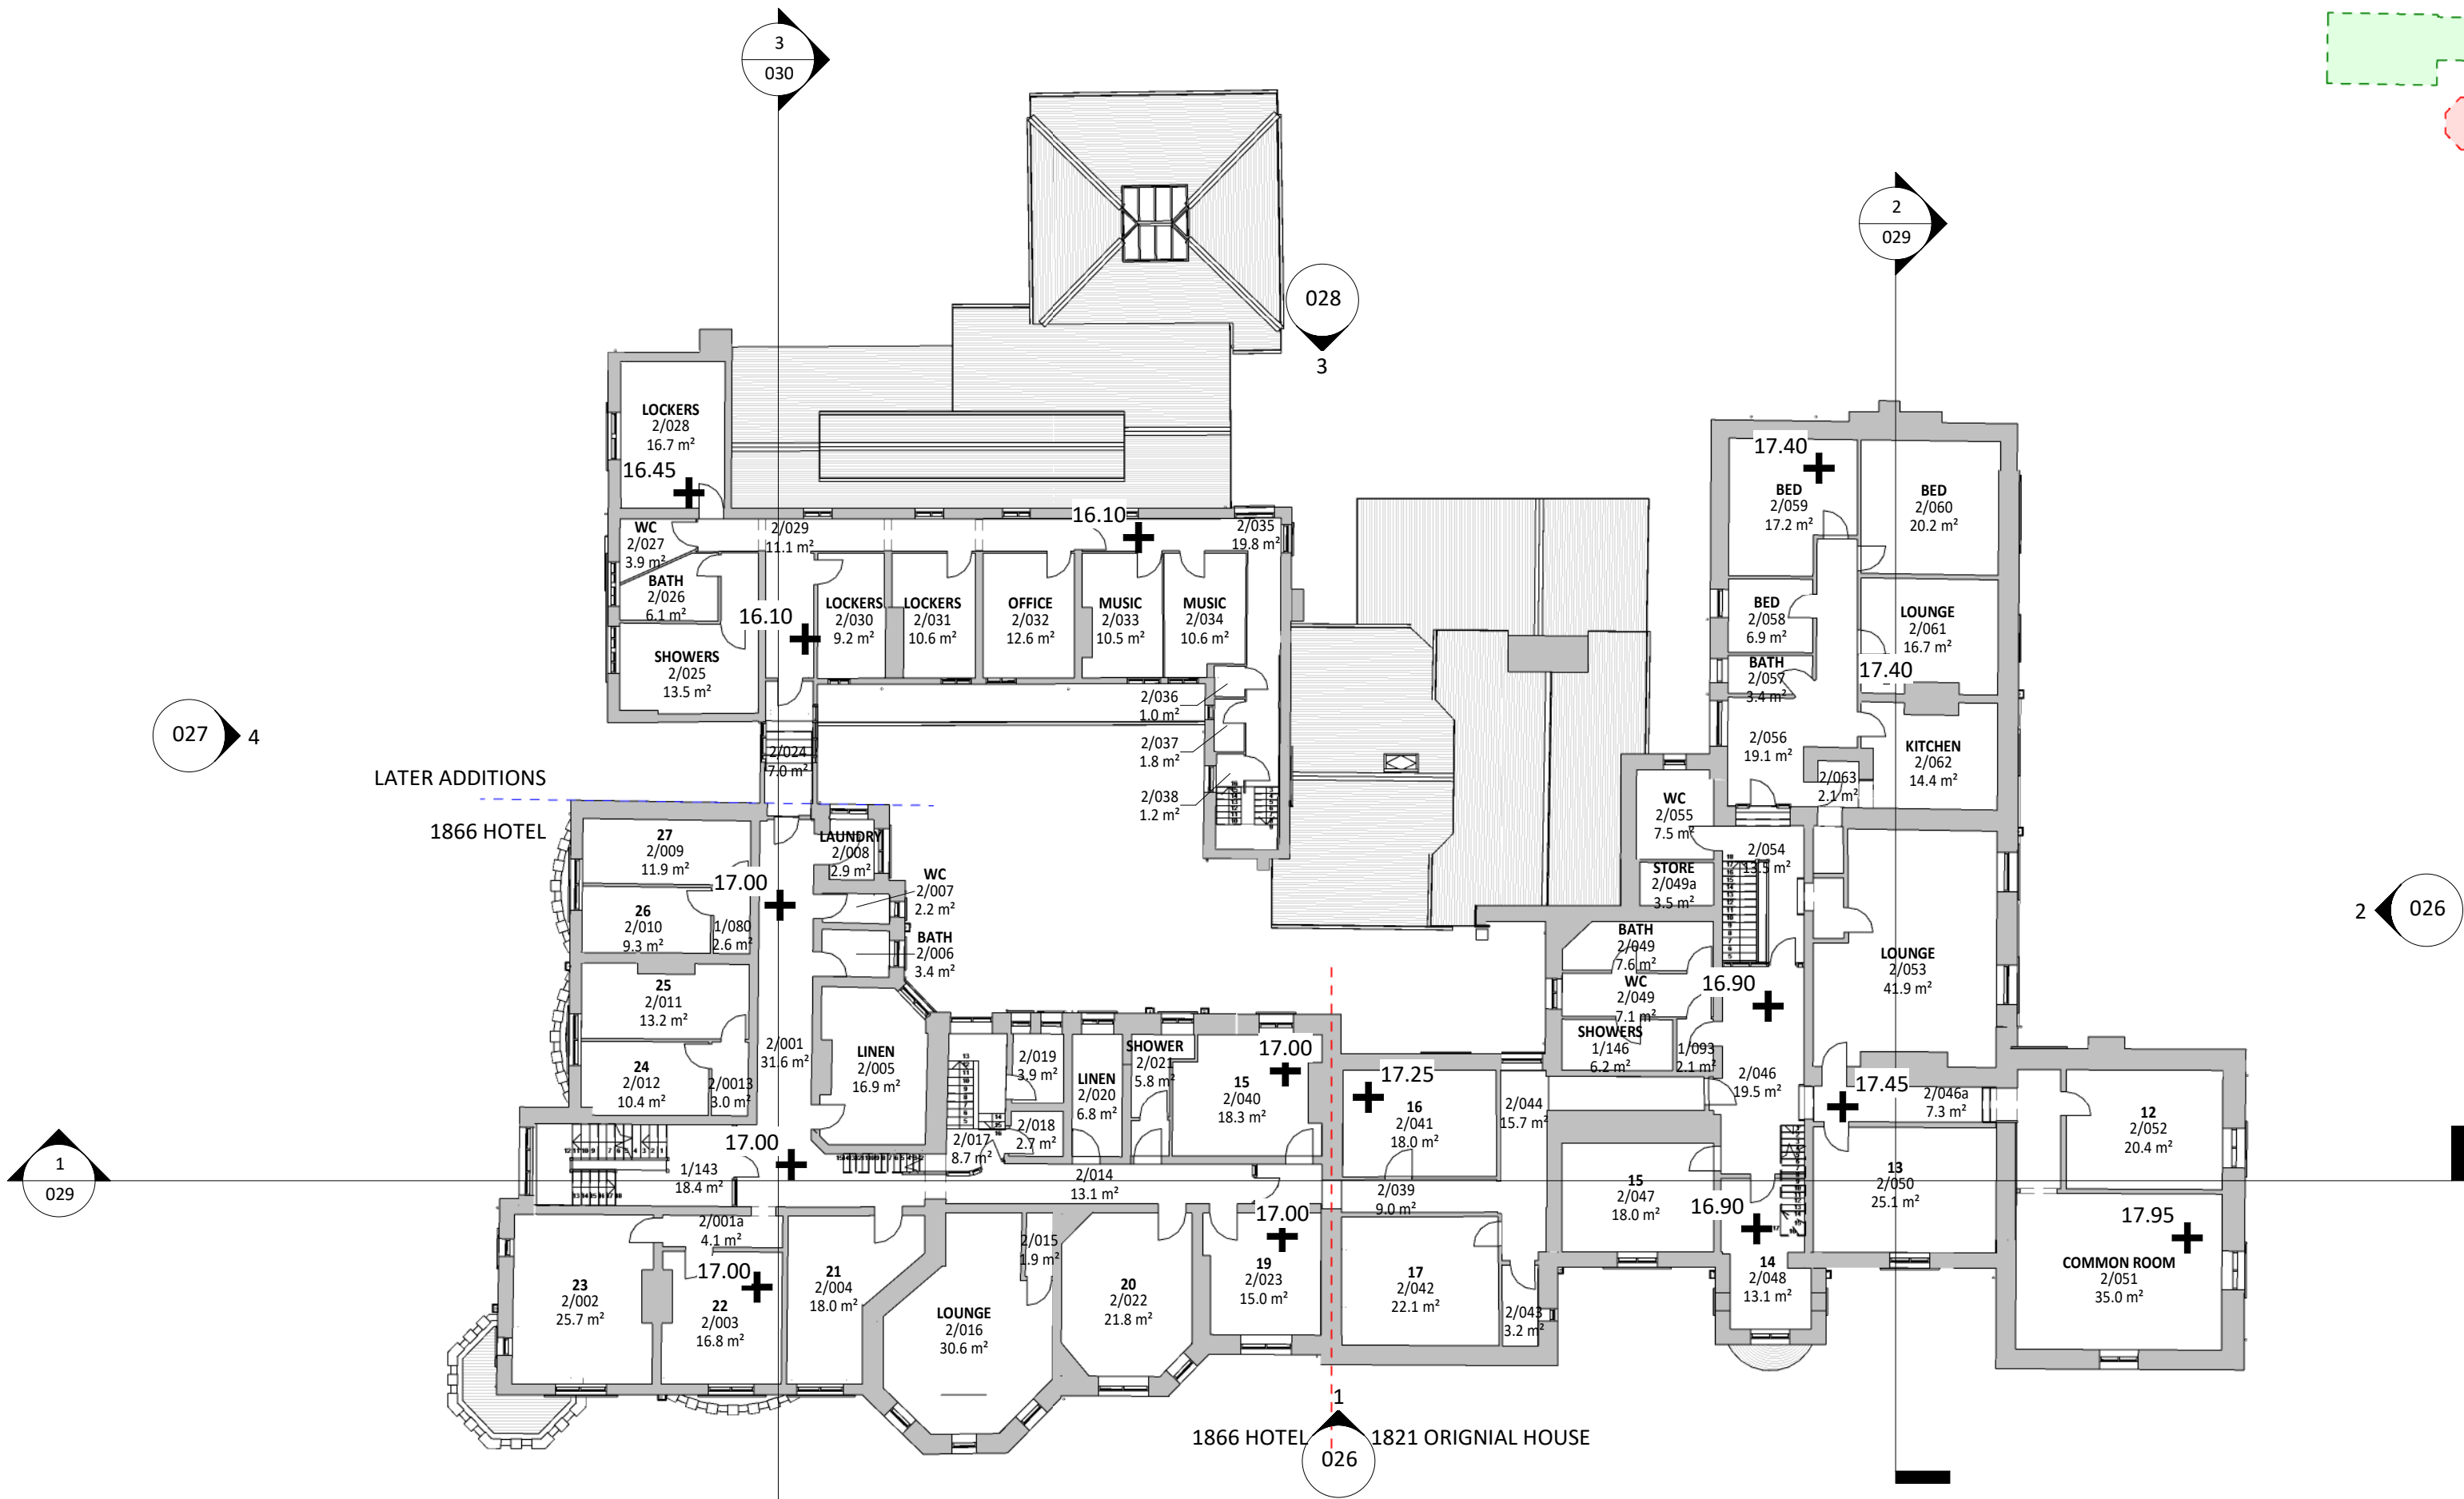 3
030
2
029
028
3
LOCKERS
2/028
16.7 m²
16.45
17.40
BED
2/059
17.2 m²
BED
2/060
20.2 m²
WC
2/027
3.9 m²
2/029
11.1 m²
16.10
2/035
19.8 m²
BATH
2/026
6.1 m²
16.10
LOCKERS
2/030
9.2 m²
LOCKERS
2/031
10.6 m²
OFFICE
2/032
12.6 m²
MUSIC
2/033
10.5 m²
MUSIC
2/034
10.6 m²
BED
2/058
6.9 m²
LOUNGE
2/061
16.7 m²
SHOWERS
2/025
13.5 m²
BATH
2/057
3.4 m²
17.40
2/036
1.0 m²
2/037
1.8 m²
2/038
1.2 m²
027
4
2/024
7.0 m²
2/056
19.1 m²
KITCHEN
2/062
14.4 m²
2/063
2.1 m²
LATER ADDITIONS
1866 HOTEL
WC
2/055
7.5 m²
2/054
13.5 m²
27
2/009
11.9 m²
LAUNDRY
2/008
2.9 m²
17.00
WC
2/007
2.2 m²
STORE
2/049a
3.5 m²
26
2/010
9.3 m²
1/080
2.6 m²
BATH
2/006
3.4 m²
BATH
2/049
7.6 m²
LOUNGE
2/053
41.9 m²
2
026
25
2/011
13.2 m²
WC
2/049
7.1 m²
16.90
24
2/012
10.4 m²
2/0013
3.0 m²
2/001
31.6 m²
LINEN
2/005
16.9 m²
2/019
3.9 m²
LINEN
2/020
6.8 m²
SHOWER
2/021
5.8 m²
17.00
15
2/040
18.3 m²
17.25
16
2/041
18.0 m²
2/044
15.7 m²
SHOWERS
1/146
6.2 m²
1/093
2.1 m²
2/046
19.5 m²
17.45
2/046a
7.3 m²
12
2/052
20.4 m²
17.00
2/018
2.7 m²
2/017
8.7 m²
1
029
1/143
18.4 m²
2/014
13.1 m²
2/039
9.0 m²
15
2/047
18.0 m²
13
2/050
25.1 m²
16.90
17.95
2/001a
4.1 m²
17.00
17.00
2/015
1.9 m²
23
2/002
25.7 m²
22
2/003
16.8 m²
21
2/004
18.0 m²
LOUNGE
2/016
30.6 m²
20
2/022
21.8 m²
19
2/023
15.0 m²
17
2/042
22.1 m²
2/043
3.2 m²
14
2/048
13.1 m²
COMMON ROOM
2/051
35.0 m²
1
1866 HOTEL
1821 ORIGNIAL HOUSE
026